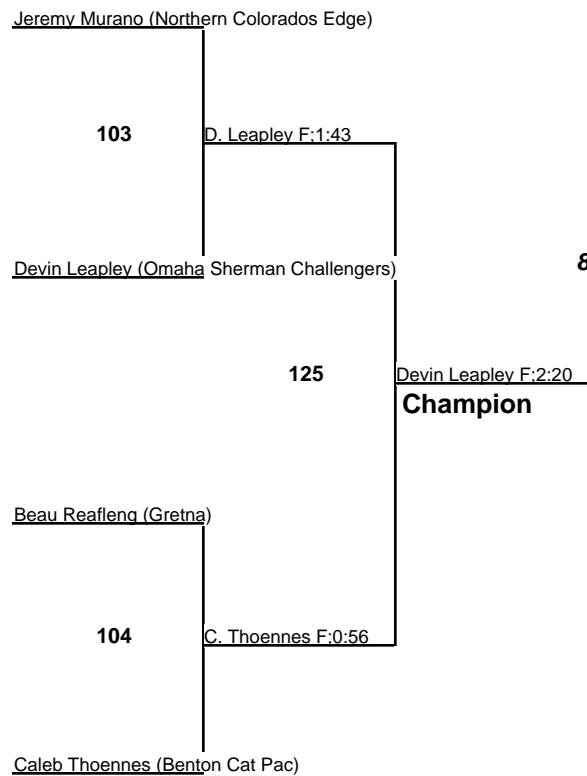 Jeremy Murano (Northern Colorados Edge)
103
D. Leapley F;1:43
Devin Leapley (Omaha Sherman Challengers)
8
125
Devin Leapley F;2:20
Champion
Beau Reafleng (Gretna)
104
C. Thoennes F;0:56
Caleb Thoennes (Benton Cat Pac)